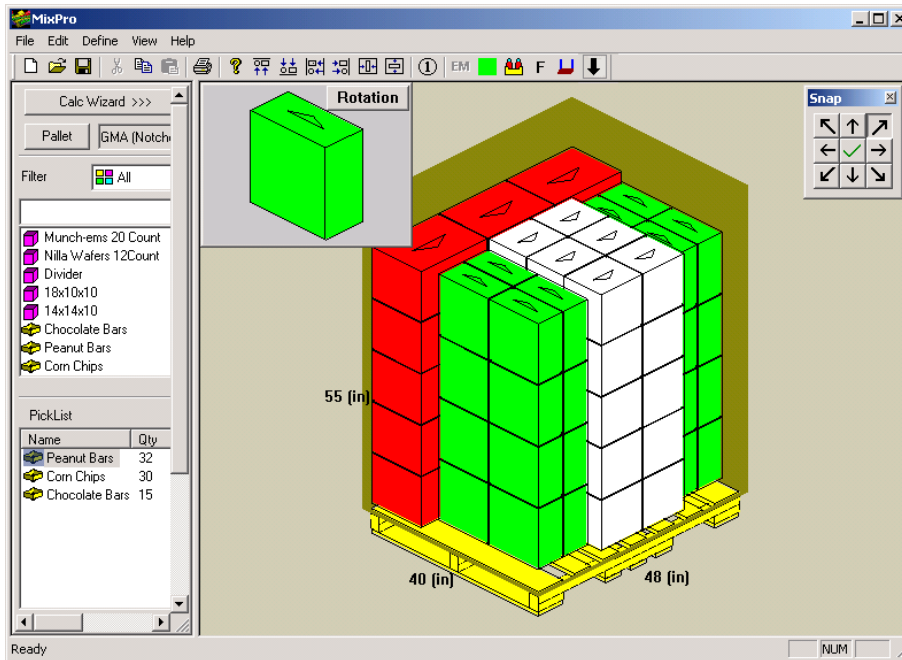 MixPro
File Edit Define View Help
EM F
Calc Wizard >>>
Pallet GMA (Notche
Filter All
Munch-ems 20 Count
Nilla Wafers 12Count
Divider
18x10x10
14x14x10
Chocolate Bars
Peanut Bars
Corn Chips
PickList
Name Qty
Peanut Bars 32
Corn Chips 30
Chocolate Bars 15
Rotation
Snap
55 (in)
40 (in)
48 (in)
Ready NUM